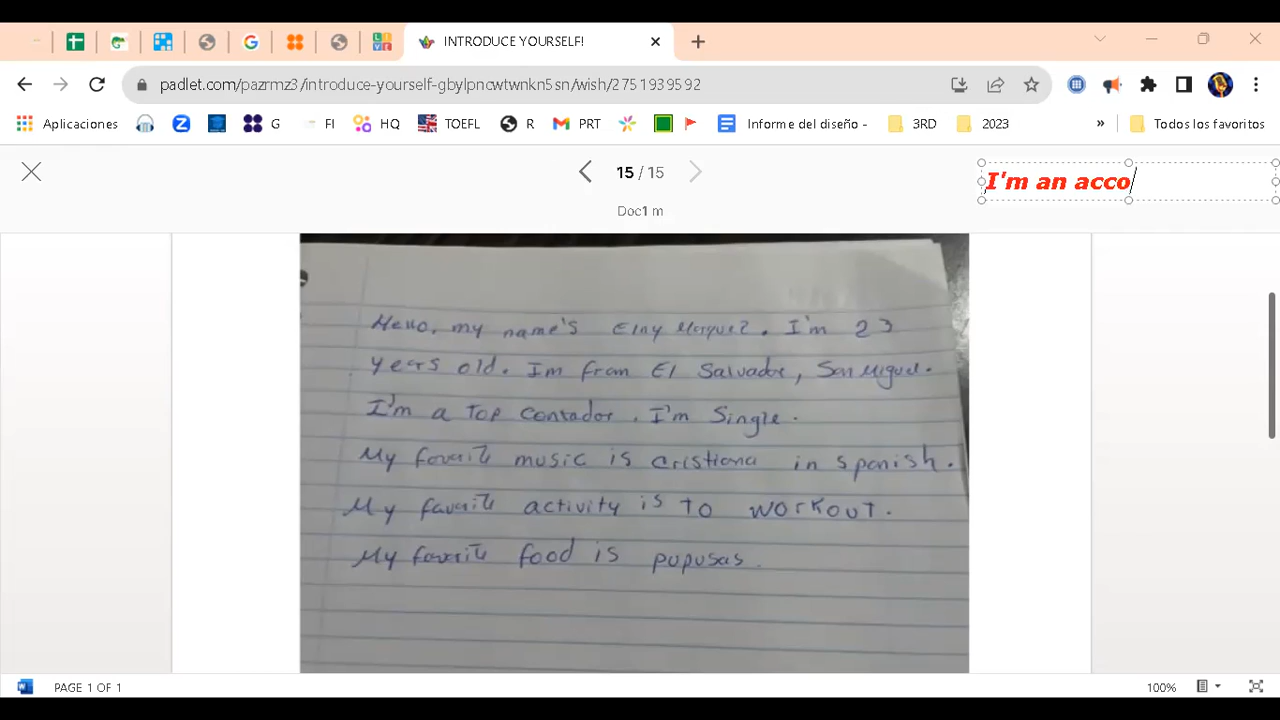 INTRODUCE YOURSELF!
padlet.com/pazrmz3/introduce-yourself-gbylpncwtwnkn5sn/wish/2751939592
Aplicaciones G FI HQ TOEFL R PRT Informe del diseño - 3RD 2023 » Todos los favoritos
15 / 15
I'm an acco
Doc1 m
Hello, my name's Elny Marquez. I'm 23
years old. Im from El Salvador, San Miguel.
I'm a Top Contador. I'm Single.
My favorite music is cristiana in spanish.
My favorite activity is to workout.
My favorite food is pupusas.
PAGE 1 OF 1 100%